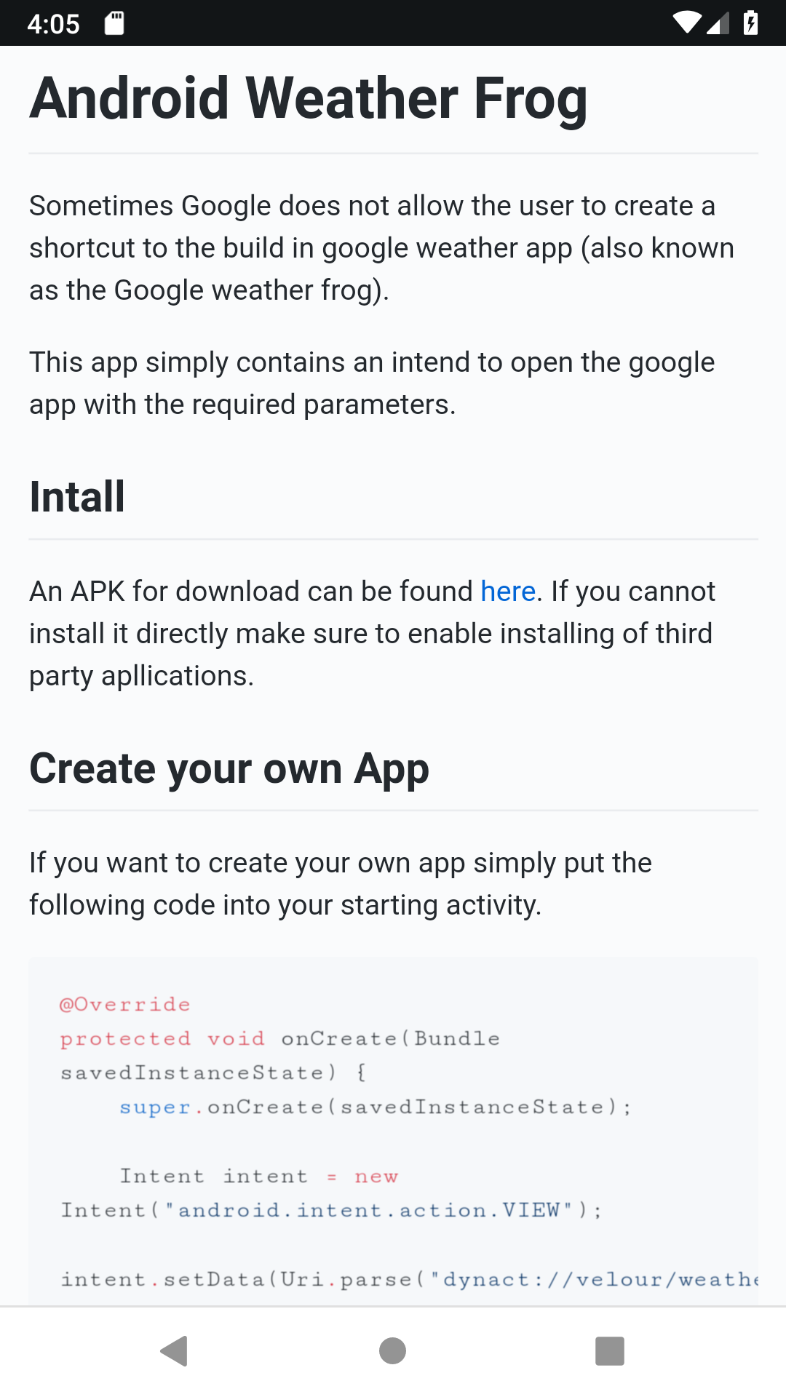 4:05
Android Weather Frog
Sometimes Google does not allow the user to create a
shortcut to the build in google weather app (also known
as the Google weather frog).
This app simply contains an intend to open the google
app with the required parameters.
Intall
An APK for download can be found here. If you cannot
install it directly make sure to enable installing of third
party apllications.
Create your own App
If you want to create your own app simply put the
following code into your starting activity.
@Override
protected void onCreate(Bundle
savedInstanceState) {
    super.onCreate(savedInstanceState);
    Intent intent = new
Intent("android.intent.action.VIEW");
intent.setData(Uri.parse("dynact://velour/weathe